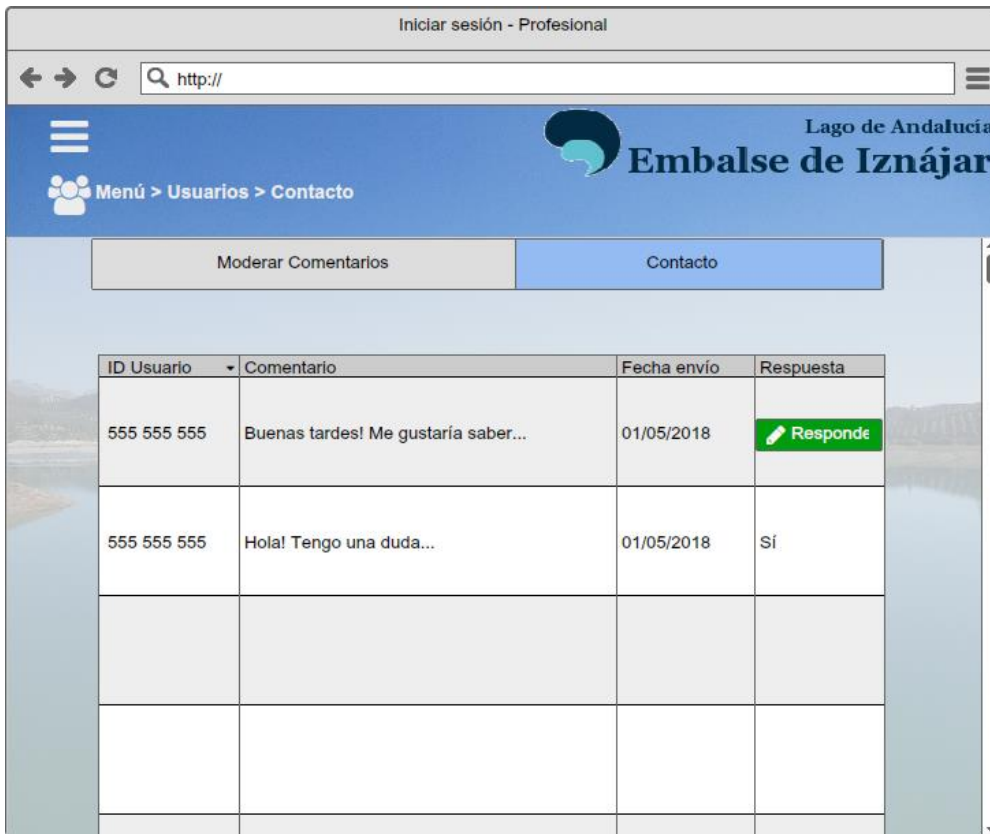 Iniciar sesión - Profesional
http://
Lago de Andalucía
Embalse de Iznájar
Menú > Usuarios > Contacto
Moderar Comentarios Contacto
ID Usuario Comentario Fecha envío Respuesta
555 555 555 Buenas tardes! Me gustaría saber... 01/05/2018 Responde
555 555 555 Hola! Tengo una duda... 01/05/2018 Sí